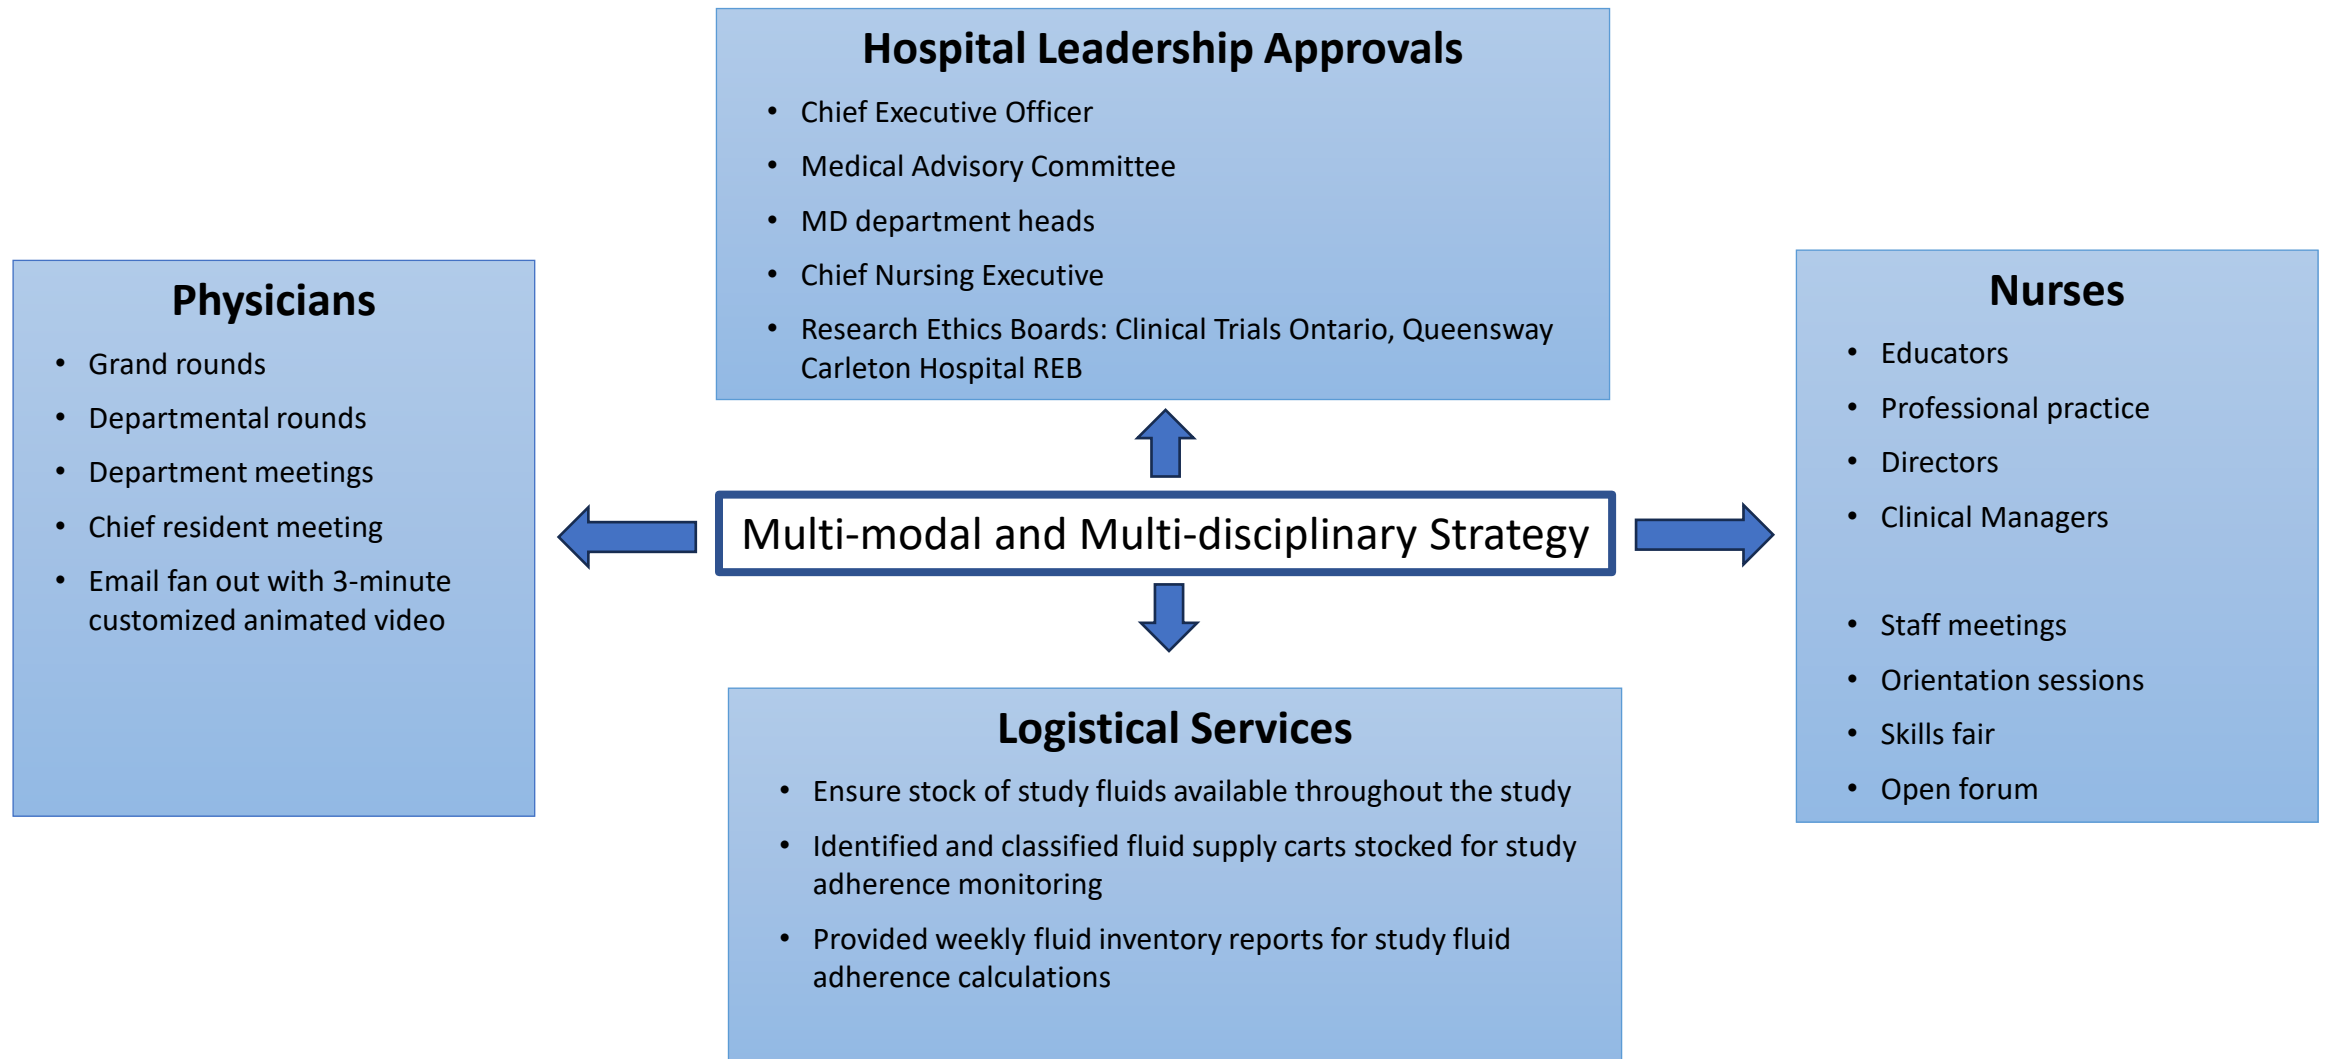 Hospital Leadership Approvals
• Chief Executive Officer
• Medical Advisory Committee
• MD department heads
• Chief Nursing Executive
• Research Ethics Boards: Clinical Trials Ontario, Queensway
Carleton Hospital REB
Physicians
• Grand rounds
• Departmental rounds
• Department meetings
• Chief resident meeting
• Email fan out with 3-minute
customized animated video
Multi-modal and Multi-disciplinary Strategy
Nurses
• Educators
• Professional practice
• Directors
• Clinical Managers
• Staff meetings
• Orientation sessions
• Skills fair
• Open forum
Logistical Services
• Ensure stock of study fluids available throughout the study
• Identified and classified fluid supply carts stocked for study
adherence monitoring
• Provided weekly fluid inventory reports for study fluid
adherence calculations